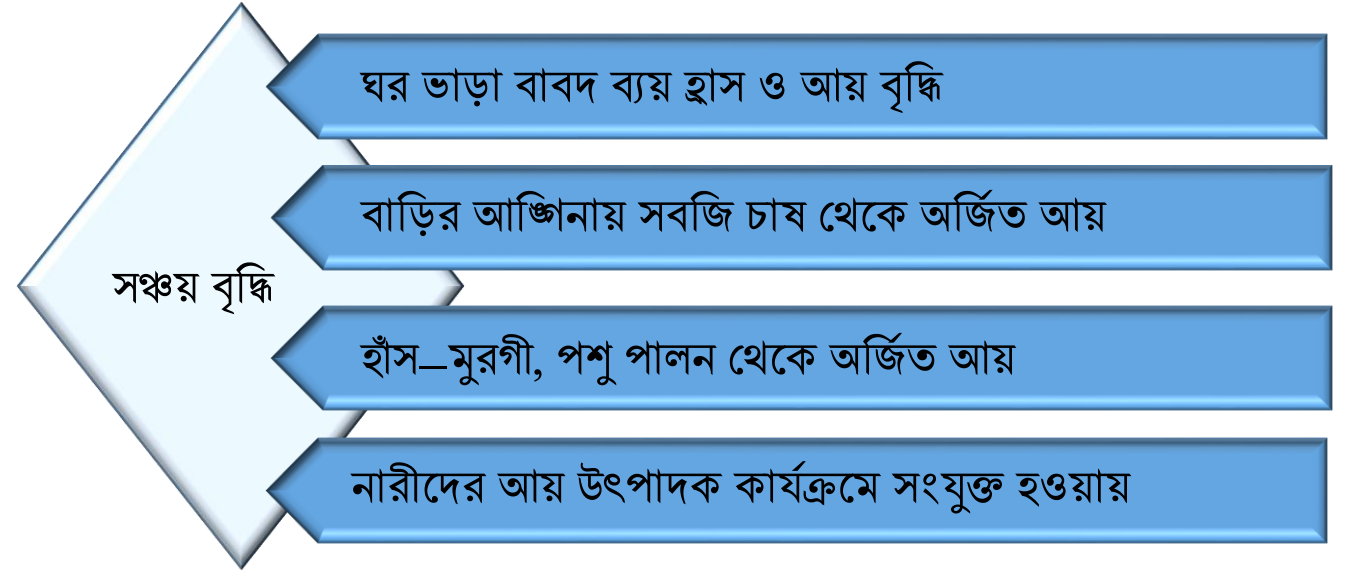 ঘর ভাড়া বাবদ ব্যয় হ্রাস ও আয় বৃদ্ধি
বাড়ির আঙ্গিনায় সবজি চাষ থেকে অর্জিত আয়
সঞ্চয় বৃদ্ধি
হাঁস–মুরগী, পশু পালন থেকে অর্জিত আয়
নারীদের আয় উৎপাদক কার্যক্রমে সংযুক্ত হওয়ায়